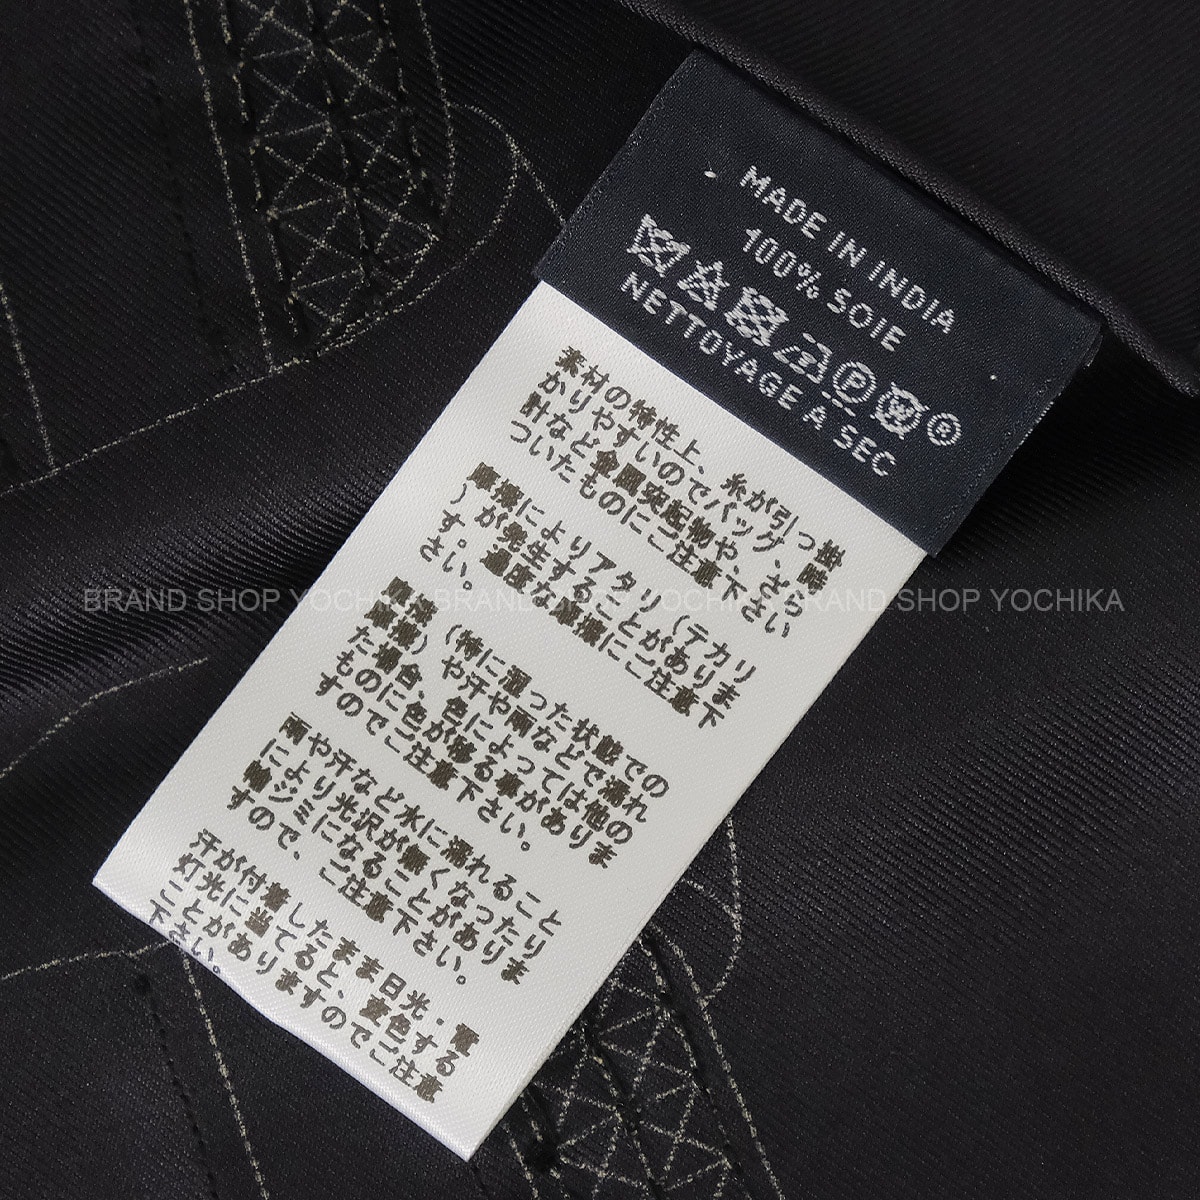 MADE IN INDIA
100% SOIE
NETTOYAGE A SEC
素材の特性上、糸が引っ掛
かりやすいのでバッグ、ざらい
計など金属突起物や、
ついたものにご注意下さい
摩擦によりアタリ(テカリ
)が発生することがありま
す。過度な摩擦にご注意下
さい。
摩擦(特に湿った状態での
摩擦)や汗や雨などで濡れ
た場合、色によっては他の
ものに色が移る事がありま
すのでご注意下さい。
雨や汗など水に濡れること
により光沢が無くなったり
輪ジミになることがありま
すので、ご注意下さい。
汗が付着したまま日光・電
灯光に当てると、変色する
ことがありますのでご注意
下さい。
BRAND SHOP YOCHIKA BRAND SHOP YOCHIKA BRAND SHOP YOCHIKA